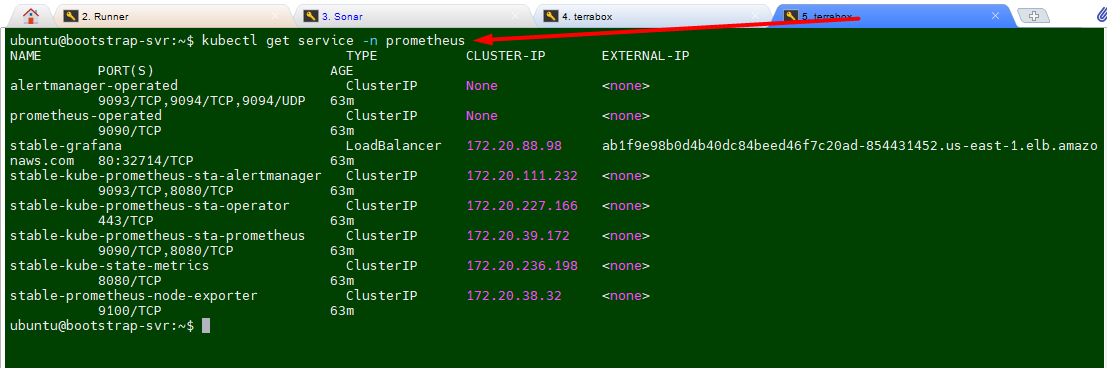 2. Runner
3. Sonar
4. terrabox
5. terrabox
ubuntu@bootstrap-svr:~$ kubectl get service -n prometheus
NAME TYPE CLUSTER-IP EXTERNAL-IP
PORT(S) AGE
alertmanager-operated ClusterIP None <none>
9093/TCP,9094/TCP,9094/UDP 63m
prometheus-operated ClusterIP None <none>
9090/TCP 63m
stable-grafana LoadBalancer 172.20.88.98 ab1f9e98b0d4b40dc84beed46f7c20ad-854431452.us-east-1.elb.amazo
naws.com 80:32714/TCP 63m
stable-kube-prometheus-sta-alertmanager ClusterIP 172.20.111.232 <none>
9093/TCP,8080/TCP 63m
stable-kube-prometheus-sta-operator ClusterIP 172.20.227.166 <none>
443/TCP 63m
stable-kube-prometheus-sta-prometheus ClusterIP 172.20.39.172 <none>
9090/TCP,8080/TCP 63m
stable-kube-state-metrics ClusterIP 172.20.236.198 <none>
8080/TCP 63m
stable-prometheus-node-exporter ClusterIP 172.20.38.32 <none>
9100/TCP 63m
ubuntu@bootstrap-svr:~$